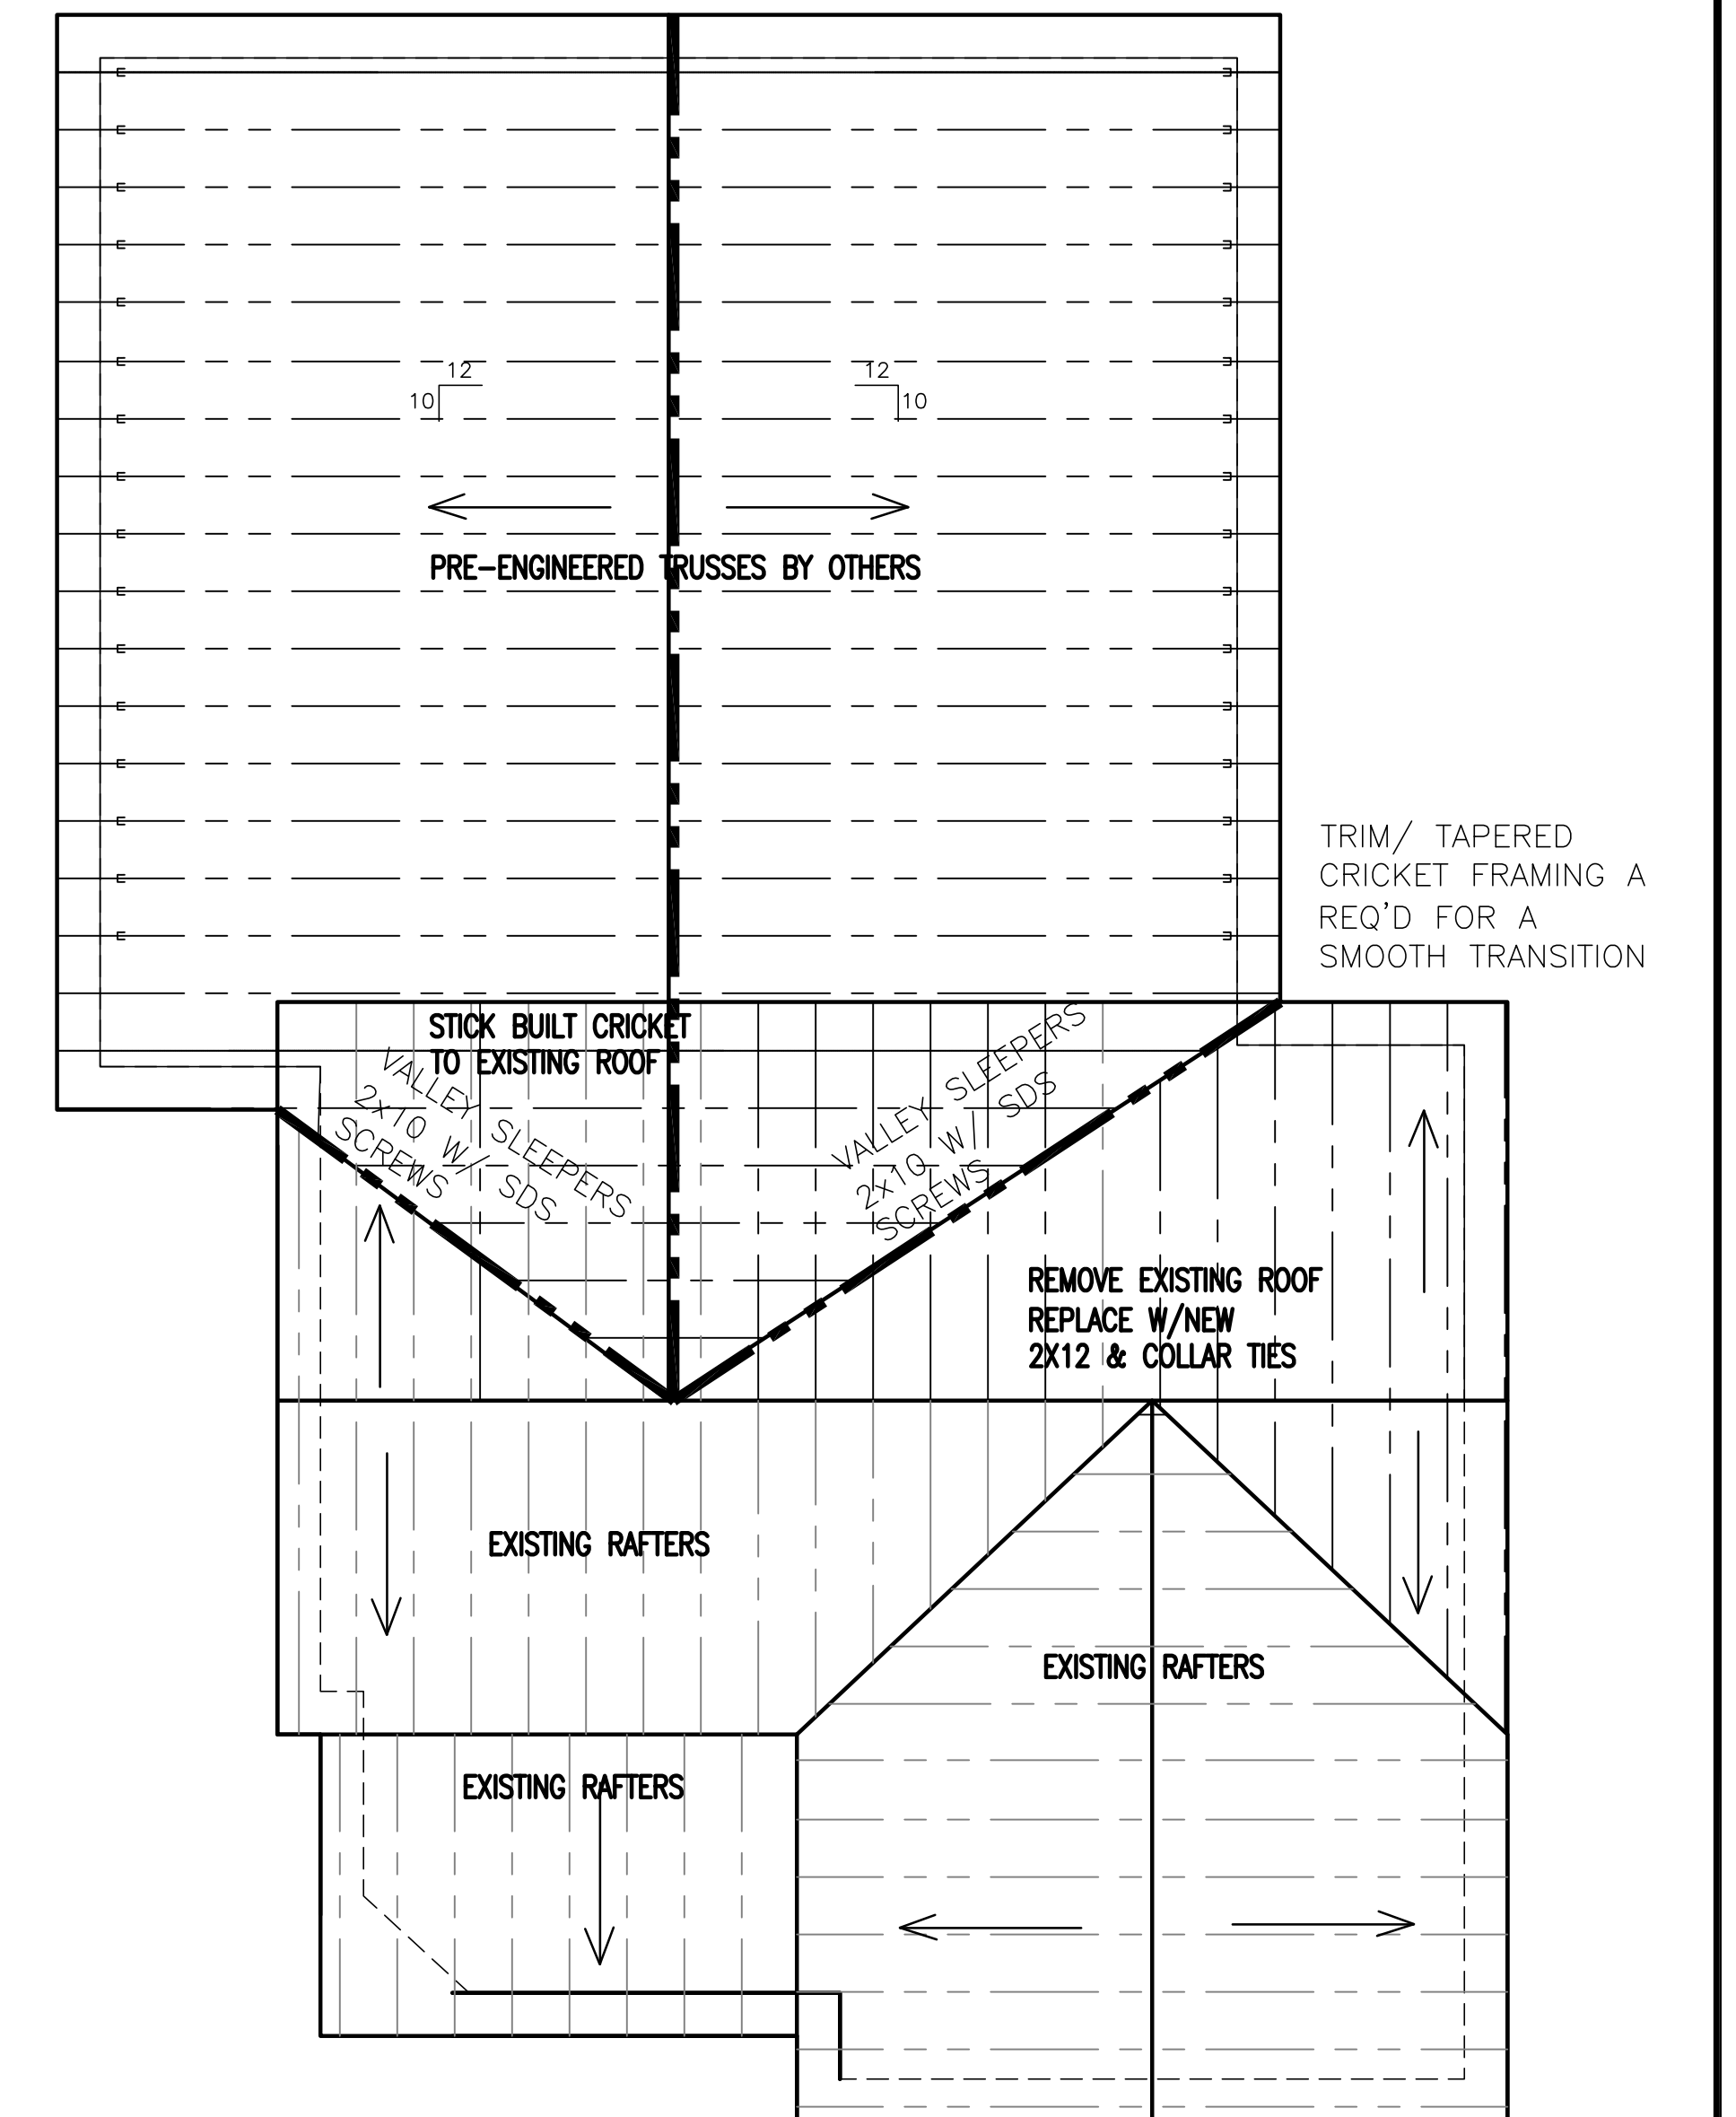 12
10
12
10
PRE-ENGINEERED TRUSSES BY OTHERS
TRIM/ TAPERED
CRICKET FRAMING A
REQ'D FOR A
SMOOTH TRANSITION
STICK BUILT CRICKET
TO EXISTING ROOF
VALLEY SLEEPERS
2x10 W/ SDS
SCREWS
VALLEY SLEEPERS
2x10 W/ SDS
SCREWS
REMOVE EXISTING ROOF
REPLACE W/NEW
2X12 & COLLAR TIES
EXISTING RAFTERS
EXISTING RAFTERS
EXISTING RAFTERS